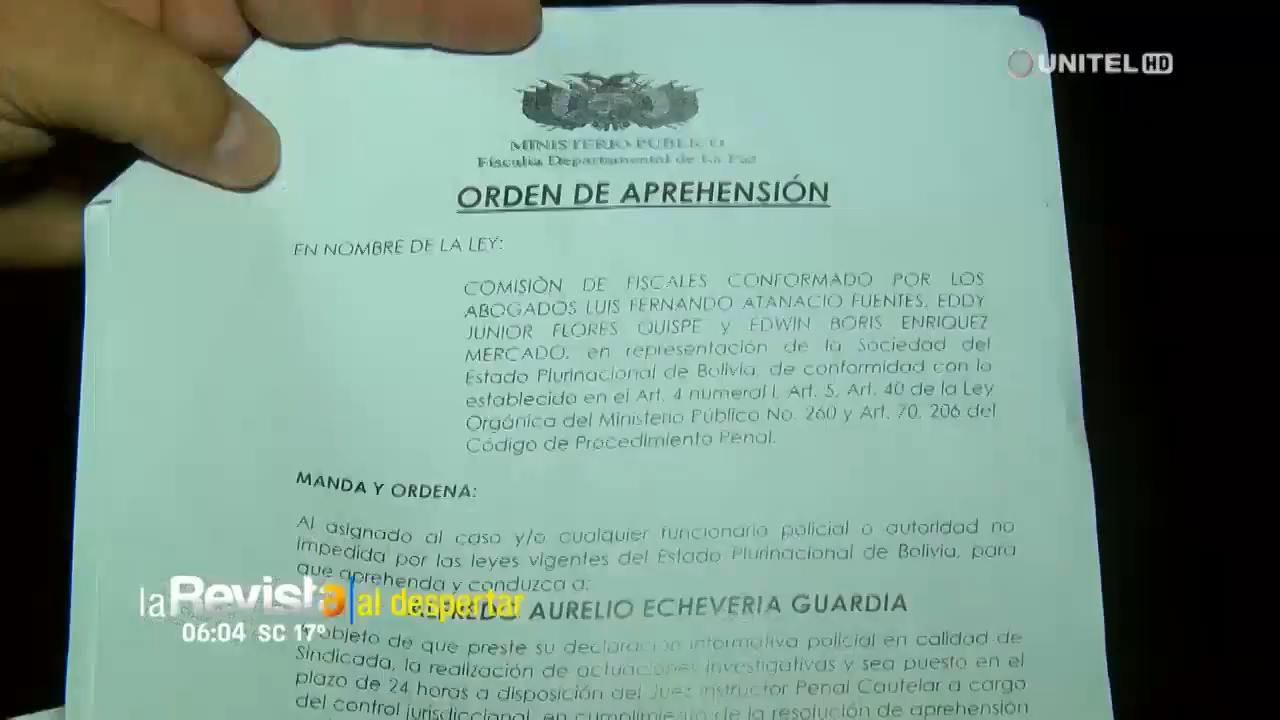 UNITEL HD
MINISTERIO PÚBLICO
Fiscalía Departamental de La Paz
ORDEN DE APREHENSIÓN
EN NOMBRE DE LA LEY:
COMISIÒN DE FISCALES CONFORMADO POR LOS
ABOGADOS LUIS FERNANDO ATANACIO FUENTES, EDDY
JUNIOR FLORES QUISPE y EDWIN BORIS ENRIQUEZ
MERCADO, en representación de la Sociedad del
Estado Plurinacional de Bolivia, de conformidad con lo
establecido en el Art. 4 numeral I, Art. 5, Art. 40 de la Ley
Orgánica del Ministerio Público No. 260 y Art. 70, 206 del
Código de Procedimiento Penal.
MANDA Y ORDENA:
Al asignado al caso y/o cualquier funcionario policial o autoridad no
impedida por las leyes vigentes del Estado Plurinacional de Bolivia, para
que aprehenda y conduzca a:
AURELIO ECHEVERIA GUARDIA
objeto de que preste su declaración informativa policial en calidad de
Sindicada, la realización de actuaciones investigativas y sea puesto en el
plazo de 24 horas a disposición del Juez Instructor Penal Cautelar a cargo
del control jurisdiccional, en cumplimiento de la resolución de aprehensión
la Revista al despertar
06:04 SC 17°